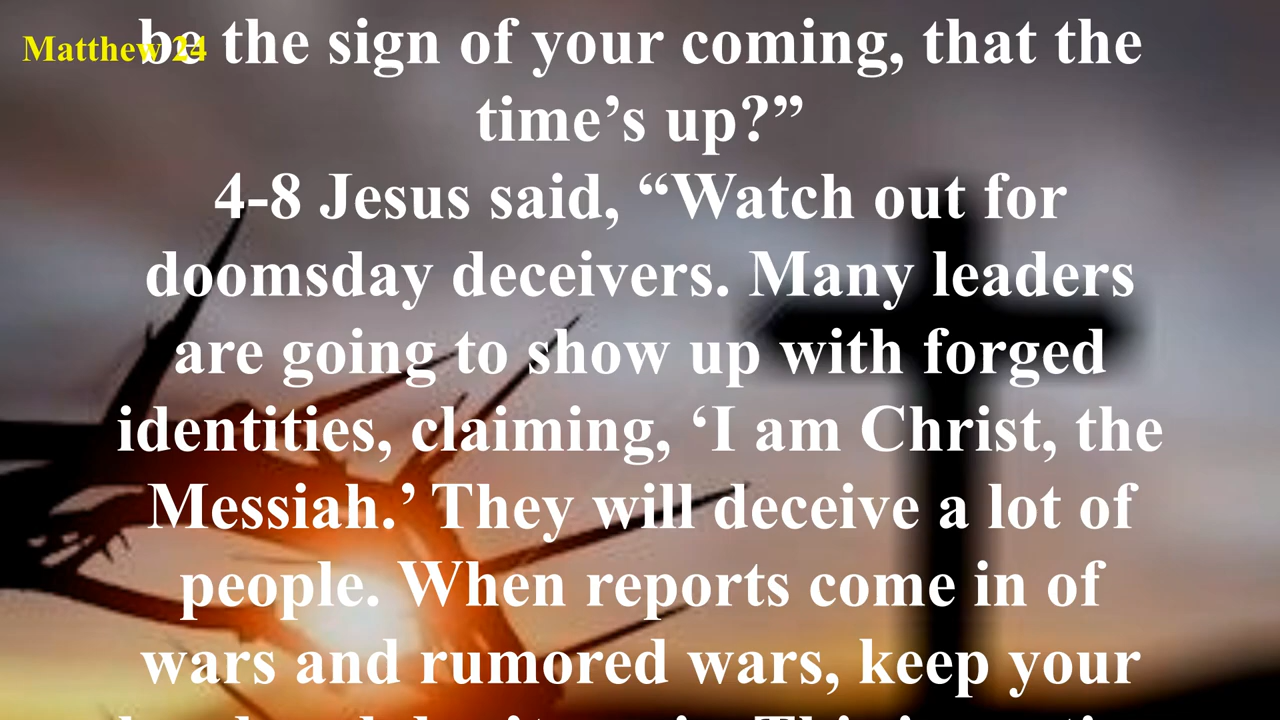 Matthew 24
be the sign of your coming, that the
time’s up?”
4-8 Jesus said, “Watch out for
doomsday deceivers. Many leaders
are going to show up with forged
identities, claiming, ‘I am Christ, the
Messiah.’ They will deceive a lot of
people. When reports come in of
wars and rumored wars, keep your